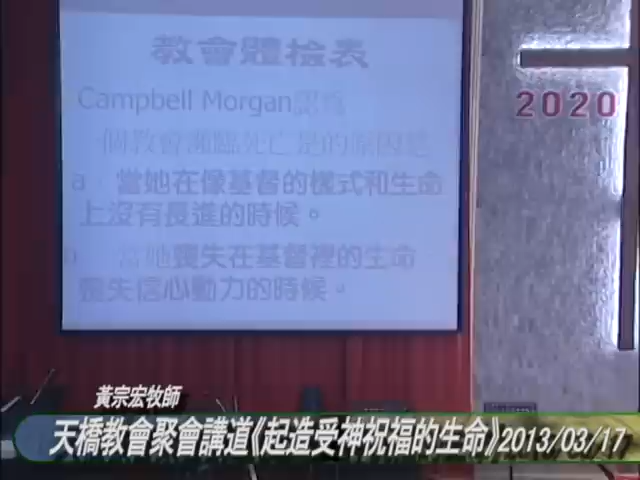 教會體檢表
Campbell Morgan認為
一個教會瀕臨死亡是的原因是
a 當她在像基督的樣式和生命
上沒有長進的時候。
當她喪失在基督裡的生命
喪失信心動力的時候。
2020
黃宗宏牧師
天橋教會聚會講道《起造受神祝福的生命》2013/03/17